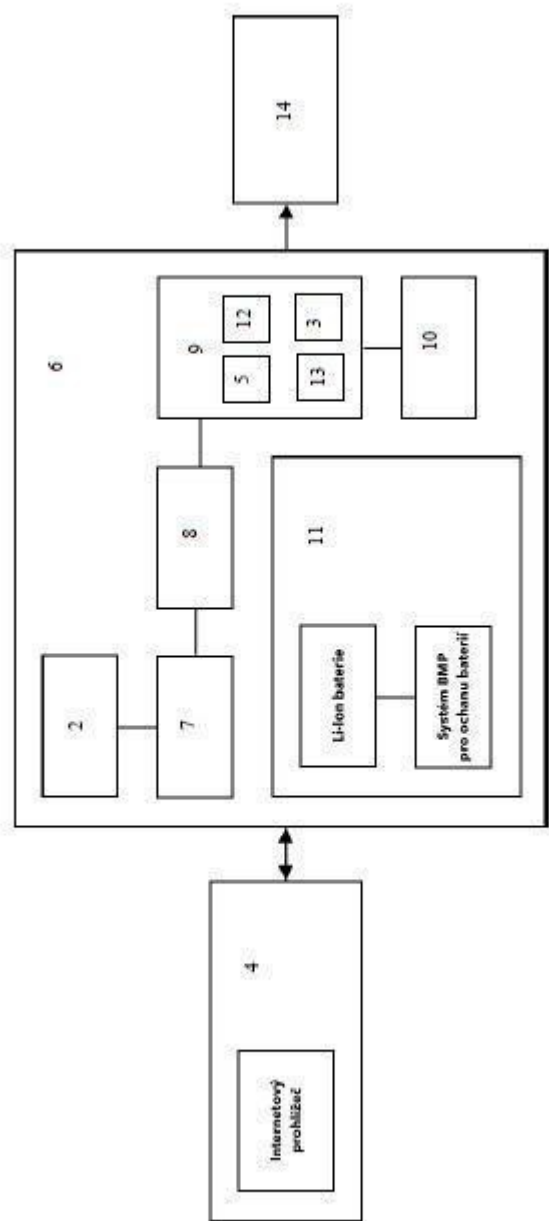 4
Internetový
prohlížeč
6
2
7
8
9
5
12
13
3
10
11
Li-Ion baterie
Systém BMP
pro ochanu baterií
14